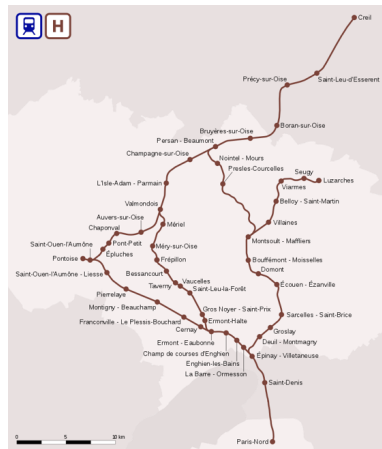 H
Creil
Précy-sur-Oise
Saint-Leu-d'Esserent
Boran-sur-Oise
Bruyères-sur-Oise
Persan - Beaumont
Champagne-sur-Oise
Nointel - Mours
Presles-Courcelles
Seugy
Luzarches
L'Isle-Adam - Parmain
Viarmes
Belloy - Saint-Martin
Valmondois
Auvers-sur-Oise
Mériel
Villaines
Chaponval
Saint-Ouen-l'Aumône
Pont-Petit
Méry-sur-Oise
Montsoult - Maffliers
Pontoise
Épluches
Frépillon
Bouffémont - Moisselles
Saint-Ouen-l'Aumône - Liesse
Bessancourt
Domont
Taverny
Vaucelles
Écouen - Ézanville
Pierrelaye
Saint-Leu-la-Forêt
Montigny - Beauchamp
Gros Noyer - Saint-Prix
Sarcelles - Saint-Brice
Franconville - Le Plessis-Bouchard
Ermont-Halte
Cernay
Groslay
Ermont - Eaubonne
Deuil - Montmagny
Champ de courses d'Enghien
Épinay - Villetaneuse
Enghien-les-Bains
La Barre - Ormesson
Saint-Denis
Paris-Nord
0 5 10 km